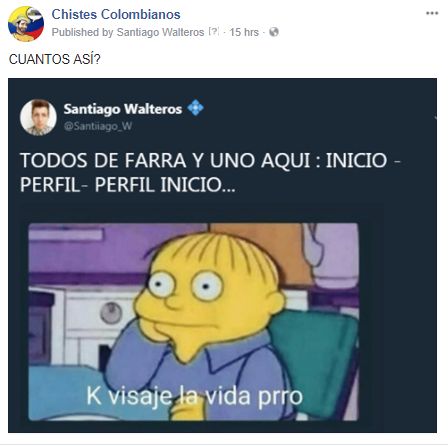 Chistes Colombianos
Published by Santiago Walteros [?] · 15 hrs ·
CUANTOS ASÍ?
Santiago Walteros
@Santiiago_W
TODOS DE FARRA Y UNO AQUI : INICIO -
PERFIL- PERFIL INICIO...
K visaje la vida prro